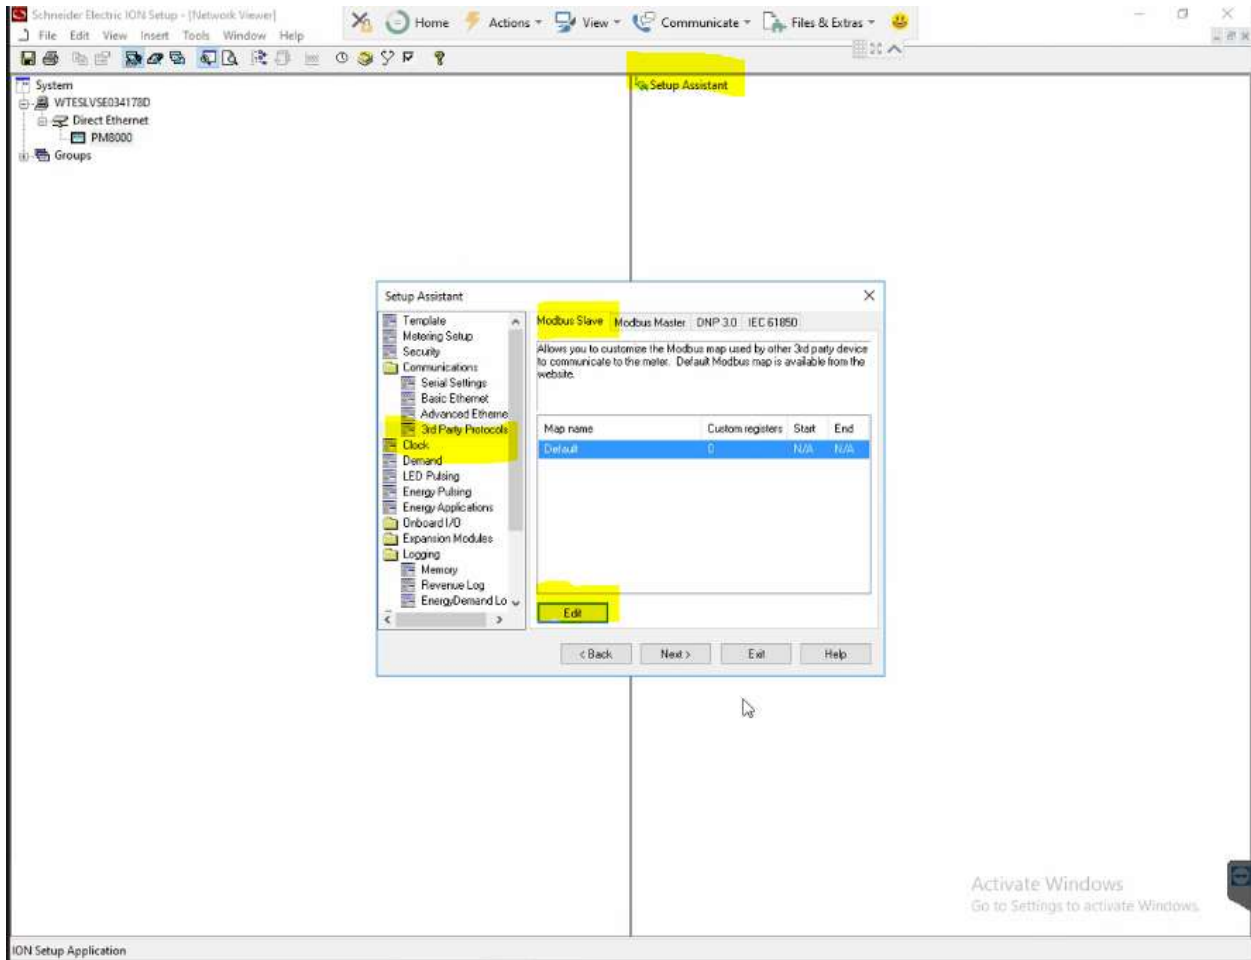 Schneider Electric ION Setup - [Network Viewer]
Home Actions View Communicate Files & Extras
File Edit View Insert Tools Window Help
System
WTESLVSE034178D
Direct Ethernet
PM8000
Groups
Setup Assistant
Setup Assistant
Template
Metering Setup
Security
Communications
Serial Settings
Basic Ethernet
Advanced Etherne
3rd Party Protocols
Clock
Demand
LED Pulsing
Energy Pulsing
Energy Applications
Onboard I/O
Expansion Modules
Logging
Memory
Revenue Log
EnergyDemand Lo
Modbus Slave Modbus Master DNP 3.0 IEC 61850
Allows you to customize the Modbus map used by other 3rd party device
to communicate to the meter. Default Modbus map is available from the
website.
Map name Custom registers Start End
Default 0 N/A N/A
Edit
< Back Next > Exit Help
Activate Windows
Go to Settings to activate Windows.
ION Setup Application